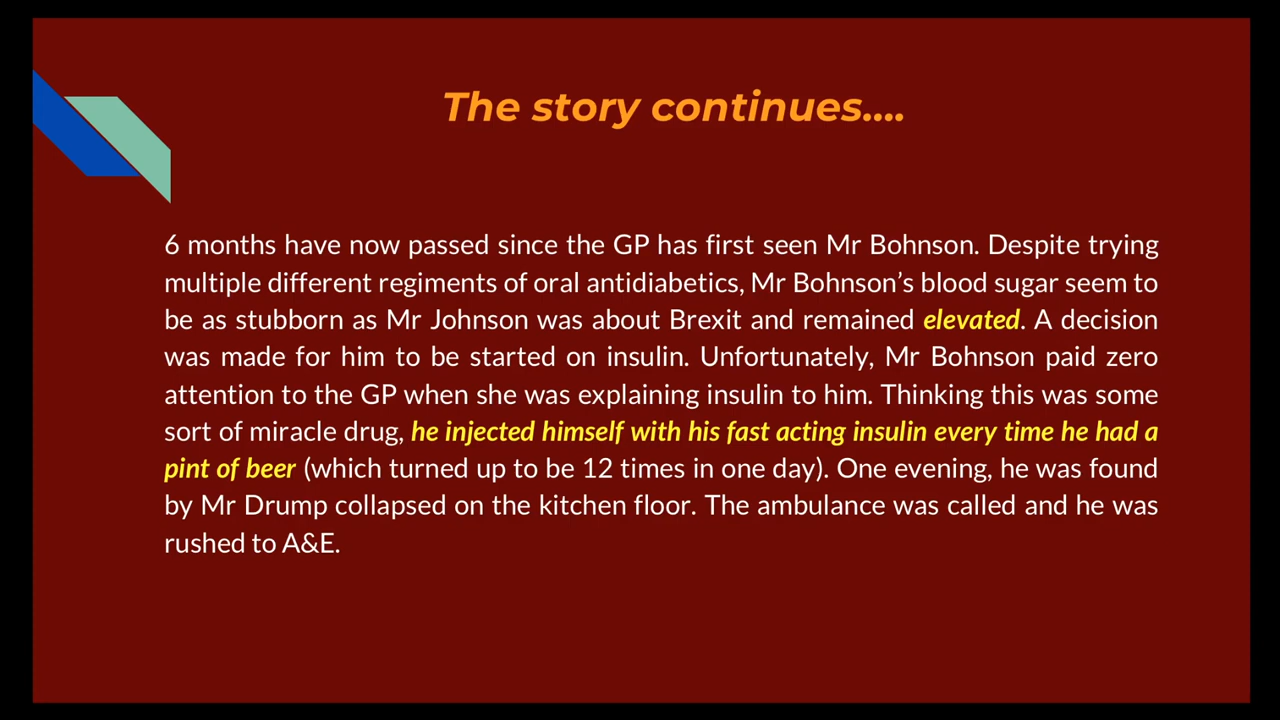 The story continues....
6 months have now passed since the GP has first seen Mr Bohnson. Despite trying
multiple different regiments of oral antidiabetics, Mr Bohnson’s blood sugar seem to
be as stubborn as Mr Johnson was about Brexit and remained elevated. A decision
was made for him to be started on insulin. Unfortunately, Mr Bohnson paid zero
attention to the GP when she was explaining insulin to him. Thinking this was some
sort of miracle drug, he injected himself with his fast acting insulin every time he had a
pint of beer (which turned up to be 12 times in one day). One evening, he was found
by Mr Drump collapsed on the kitchen floor. The ambulance was called and he was
rushed to A&E.